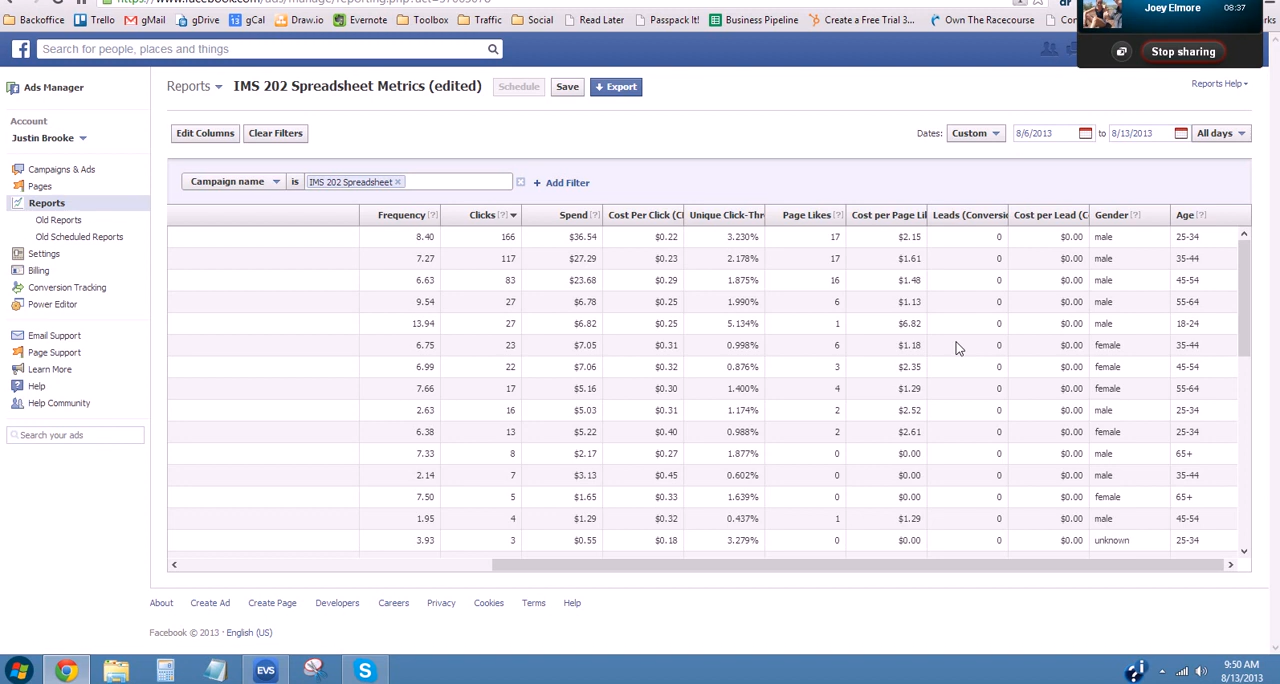 Joey Elmore 08:37
Backoffice Trello gMail gDrive gCal Draw.io Evernote Toolbox Traffic Social Read Later Passpack It! Business Pipeline Create a Free Trial 3... Own The Racecourse
Search for people, places and things
Stop sharing
Ads Manager
Reports IMS 202 Spreadsheet Metrics (edited) Schedule Save Export
Reports Help
Account
Justin Brooke
Edit Columns Clear Filters
Dates: Custom 8/6/2013 to 8/13/2013 All days
Campaigns & Ads
Pages
Reports
Old Reports
Old Scheduled Reports
Settings
Billing
Conversion Tracking
Power Editor
Email Support
Page Support
Learn More
Help
Help Community
Search your ads
Campaign name is IMS 202 Spreadsheet × + Add Filter
Frequency [?] Clicks [?] Spend [?] Cost Per Click (Cl Unique Click-Thr Page Likes [?] Cost per Page Li Leads (Conversio Cost per Lead (C Gender [?] Age [?]
8.40 166 $36.54 $0.22 3.230% 17 $2.15 0 $0.00 male 25-34
7.27 117 $27.29 $0.23 2.178% 17 $1.61 0 $0.00 male 35-44
6.63 83 $23.68 $0.29 1.875% 16 $1.48 0 $0.00 male 45-54
9.54 27 $6.78 $0.25 1.990% 6 $1.13 0 $0.00 male 55-64
13.94 27 $6.82 $0.25 5.134% 1 $6.82 0 $0.00 male 18-24
6.75 23 $7.05 $0.31 0.998% 6 $1.18 0 $0.00 female 35-44
6.99 22 $7.06 $0.32 0.876% 3 $2.35 0 $0.00 female 45-54
7.66 17 $5.16 $0.30 1.400% 4 $1.29 0 $0.00 female 55-64
2.63 16 $5.03 $0.31 1.174% 2 $2.52 0 $0.00 male 25-34
6.38 13 $5.22 $0.40 0.988% 2 $2.61 0 $0.00 female 25-34
7.33 8 $2.17 $0.27 1.877% 0 $0.00 0 $0.00 male 65+
2.14 7 $3.13 $0.45 0.602% 0 $0.00 0 $0.00 male 35-44
7.50 5 $1.65 $0.33 1.639% 0 $0.00 0 $0.00 female 65+
1.95 4 $1.29 $0.32 0.437% 1 $1.29 0 $0.00 male 45-54
3.93 3 $0.55 $0.18 3.279% 0 $0.00 0 $0.00 unknown 25-34
About Create Ad Create Page Developers Careers Privacy Cookies Terms Help
Facebook © 2013 · English (US)
EVS
9:50 AM
8/13/2013